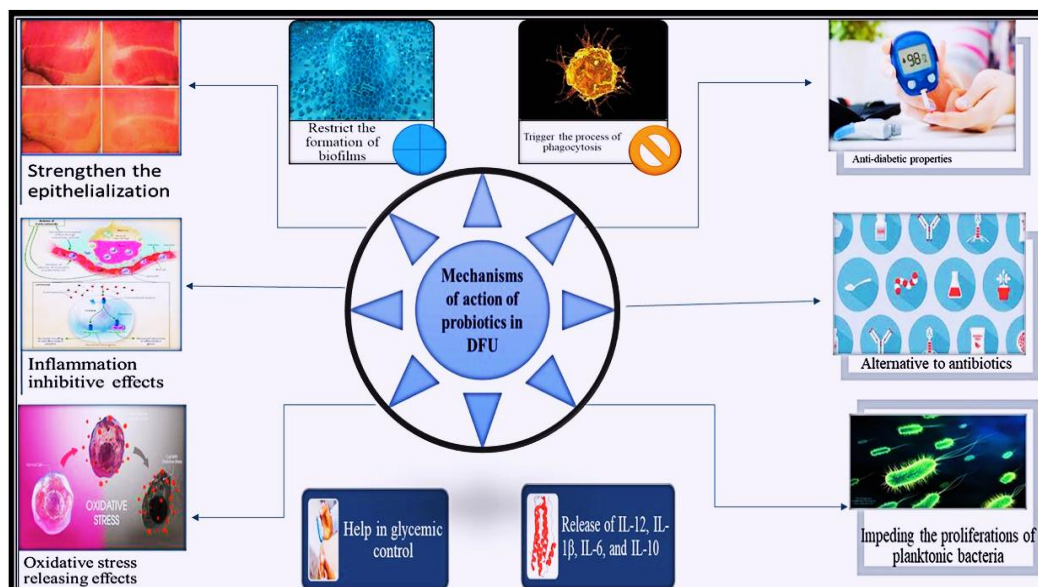 Restrict the
formation of
biofilms
Trigger the process of
phagocytosis
98
Anti-diabetic properties
Strengthen the
epithelialization
Mechanisms
of action of
probiotics in
DFU
Inflammation
inhibitive effects
Alternative to antibiotics
OXIDATIVE
STRESS
Oxidative stress
releasing effects
Help in glycemic
control
Release of IL-12, IL-
1β, IL-6, and IL-10
Impeding the proliferations of
planktonic bacteria